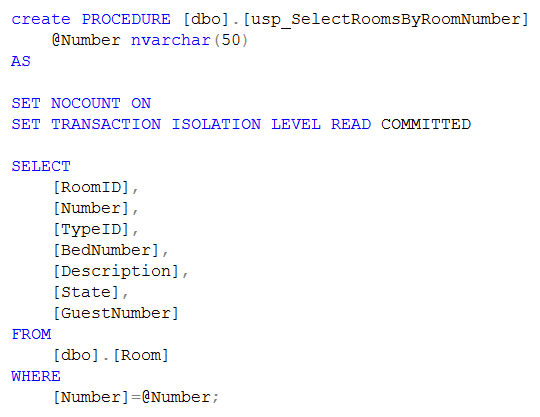 create PROCEDURE [dbo].[usp_SelectRoomsByRoomNumber]
    @Number nvarchar(50)
AS
SET NOCOUNT ON
SET TRANSACTION ISOLATION LEVEL READ COMMITTED
SELECT
    [RoomID],
    [Number],
    [TypeID],
    [BedNumber],
    [Description],
    [State],
    [GuestNumber]
FROM
    [dbo].[Room]
WHERE
    [Number]=@Number;